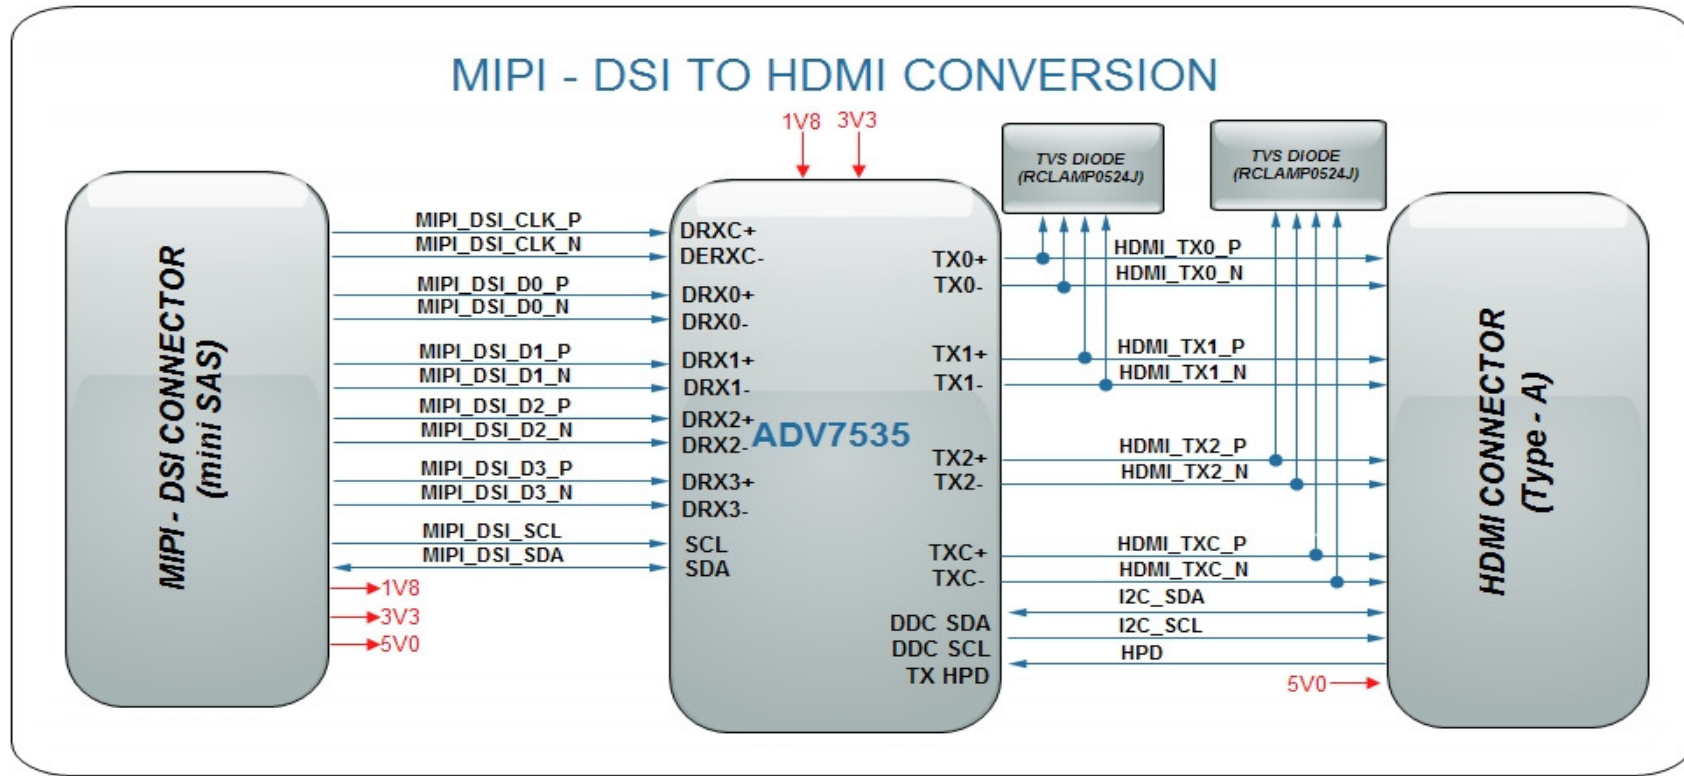 MIPI - DSI TO HDMI CONVERSION
1V8 3V3
TVS DIODE
(RCLAMP0524J)
TVS DIODE
(RCLAMP0524J)
MIPI - DSI CONNECTOR
(mini SAS)
MIPI_DSI_CLK_P
MIPI_DSI_CLK_N
MIPI_DSI_D0_P
MIPI_DSI_D0_N
MIPI_DSI_D1_P
MIPI_DSI_D1_N
MIPI_DSI_D2_P
MIPI_DSI_D2_N
MIPI_DSI_D3_P
MIPI_DSI_D3_N
MIPI_DSI_SCL
MIPI_DSI_SDA
1V8
3V3
5V0
DRXC+
DERXC-
DRX0+
DRX0-
DRX1+
DRX1-
DRX2+
DRX2-
DRX3+
DRX3-
SCL
SDA
ADV7535
TX0+
TX0-
TX1+
TX1-
TX2+
TX2-
TXC+
TXC-
DDC SDA
DDC SCL
TX HPD
HDMI_TX0_P
HDMI_TX0_N
HDMI_TX1_P
HDMI_TX1_N
HDMI_TX2_P
HDMI_TX2_N
HDMI_TXC_P
HDMI_TXC_N
I2C_SDA
I2C_SCL
HPD
5V0
HDMI CONNECTOR
(Type - A)